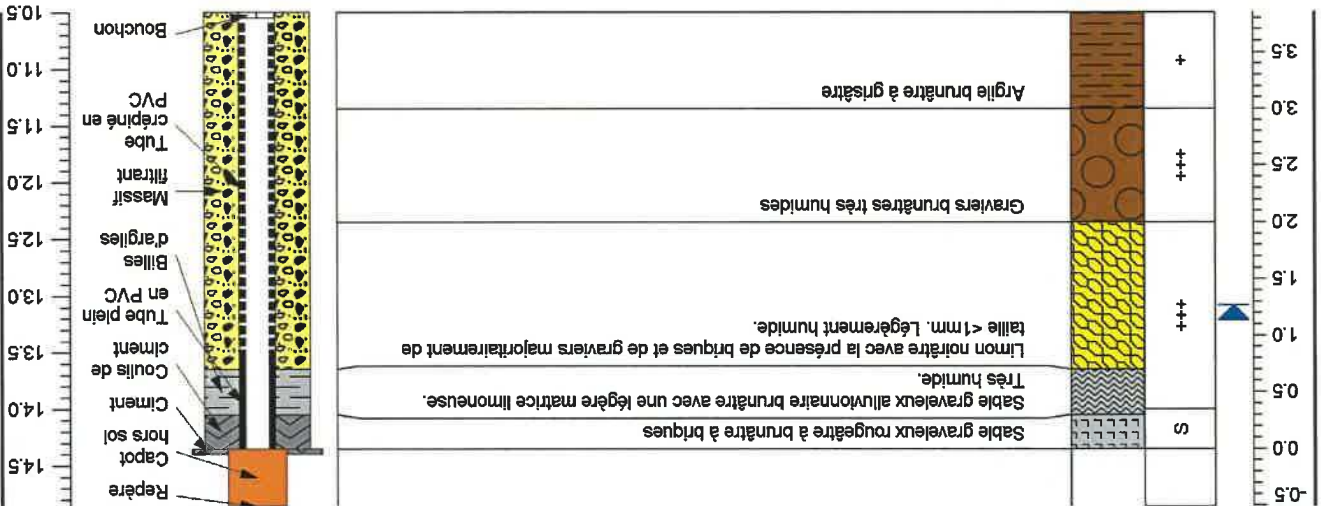 -0.5
0.0
0.5
1.0
1.5
2.0
2.5
3.0
3.5
S
+++
+++
+
Sable graveleux rougeâtre à brunâtre à briques
Sable graveleux alluvionnaire brunâtre avec une légère matrice limoneuse.
Très humide.
Limon noirâtre avec la présence de briques et de graviers majoritairement de
taille <1mm. Légèrement humide.
Graviers brunâtres très humides
Argile brunâtre à grisâtre
Repère
Capot
hors sol
Ciment
Coulis de
ciment
Tube plein
en PVC
Billes
d'argiles
Massif
filtrant
Tube
crépiné en
PVC
Bouchon
14.5
14.0
13.5
13.0
12.5
12.0
11.5
11.0
10.5